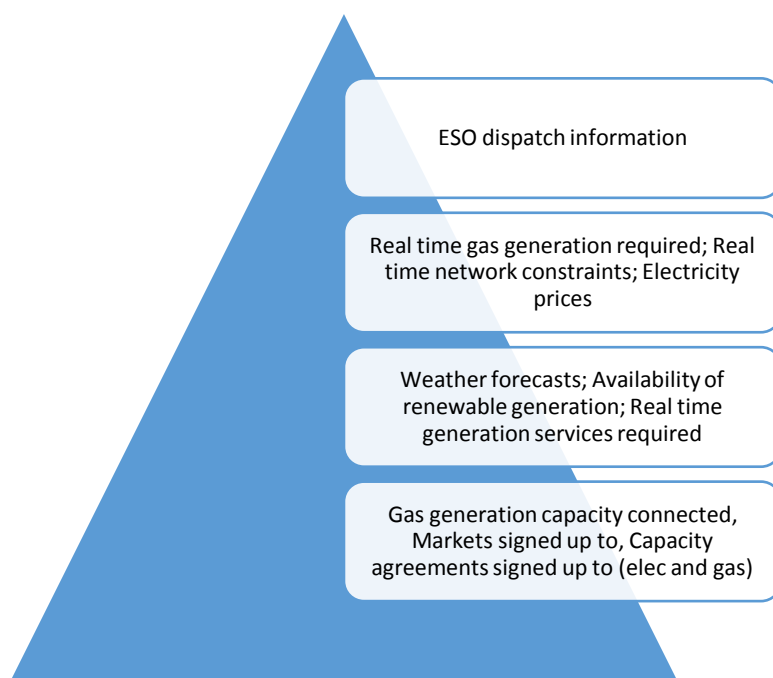 ESO dispatch information
Real time gas generation required; Real
time network constraints; Electricity
prices
Weather forecasts; Availability of
renewable generation; Real time
generation services required
Gas generation capacity connected,
Markets signed up to, Capacity
agreements signed up to (elec and gas)